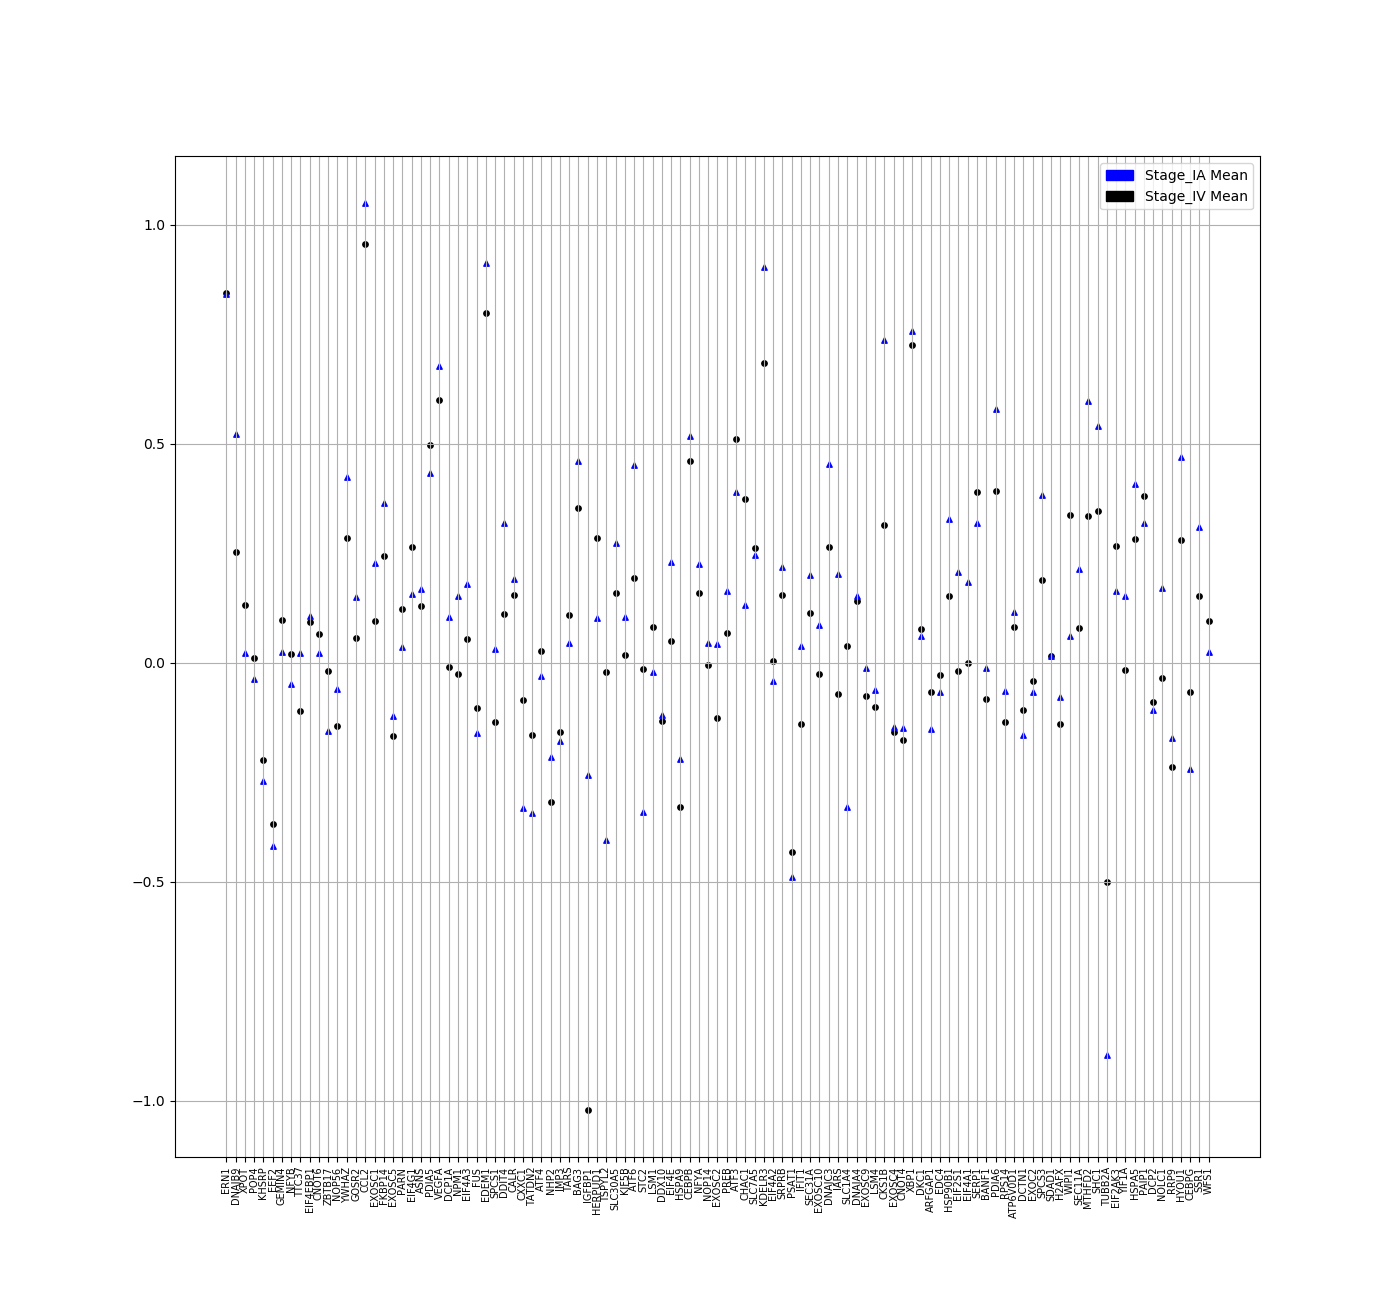 Stage_IA Mean
Stage_IV Mean
1.0
0.5
0.0
−0.5
−1.0
ERN1
DNAJB9
XPOT
POP4
KHSRP
EEF2
GEMIN4
NFYB
TTC37
EIF4EBP1
CNOT6
ZBTB17
NOP56
YWHAZ
GOSR2
CCL2
EXOSC1
FKBP14
EXOSC5
PARN
EIF4G1
ASNS
PDIA5
VEGFA
DCP1A
NPM1
EIF4A3
FUS
EDEM1
SPCS1
DDIT4
CALR
CXXC1
TATDN2
ATF4
NHP2
IMP3
TARS
BAG3
IGFBP1
HERPUD1
TSPYL2
SLC30A5
KIF5B
ATF6
STC2
LSM1
DDX10
EIF4E
HSPA9
CEBPB
NFYA
NOP14
EXOSC2
PREB
ATF3
CHAC1
SLC7A5
KDELR3
EIF4A2
SRPRB
PSAT1
IFIT1
SEC31A
EXOSC10
DNAJC3
IARS
SLC1A4
DNAJA4
EXOSC9
LSM4
CKS1B
EXOSC4
CNOT4
XBP1
DKC1
ARFGAP1
EDC4
HSP90B1
EIF2S1
EIF4A1
SERP1
BANF1
PDIA6
RPS14
ATP6V0D1
DCTN1
EXOC2
SPCS3
SDAD1
H2AFX
WIPI1
SEC11A
MTHFD2
SHC1
TUBB2A
EIF2AK3
YIF1A
HSPA5
PAIP1
DCP2
NOLC1
RRP9
HYOU1
CEBPG
SSR1
WFS1